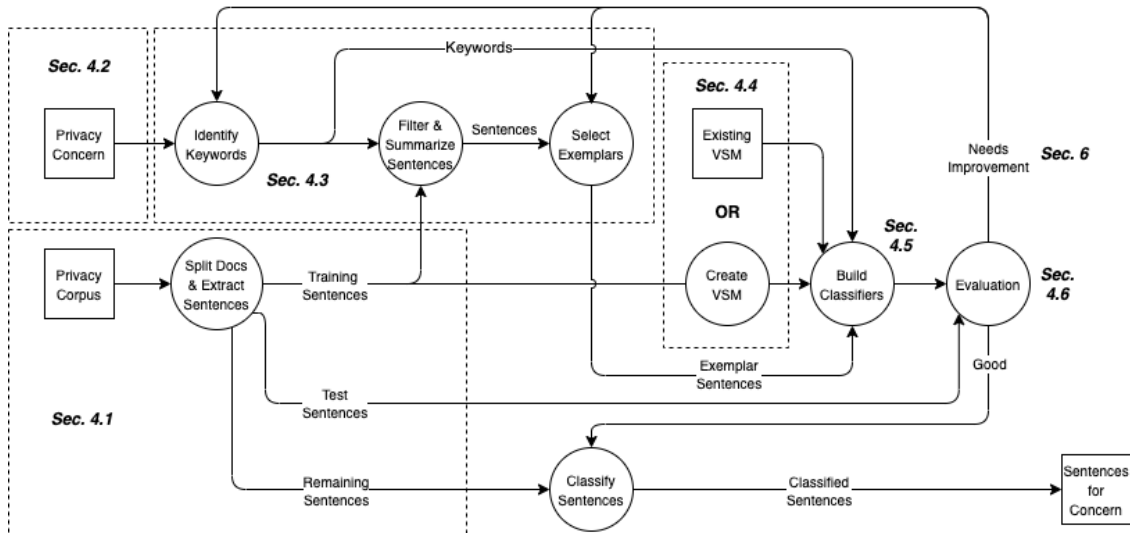 Keywords
Sec. 4.2
Sec. 4.4
Privacy
Concern
Identify
Keywords
Filter &
Summarize
Sentences
Sentences
Select
Exemplars
Existing
VSM
Needs
Improvement
Sec. 6
Sec. 4.3
OR
Sec.
4.5
Privacy
Corpus
Split Docs
& Extract
Sentences
Training
Sentences
Create
VSM
Build
Classifiers
Evaluation
Sec.
4.6
Exemplar
Sentences
Good
Test
Sentences
Sec. 4.1
Remaining
Sentences
Classify
Sentences
Classified
Sentences
Sentences
for
Concern